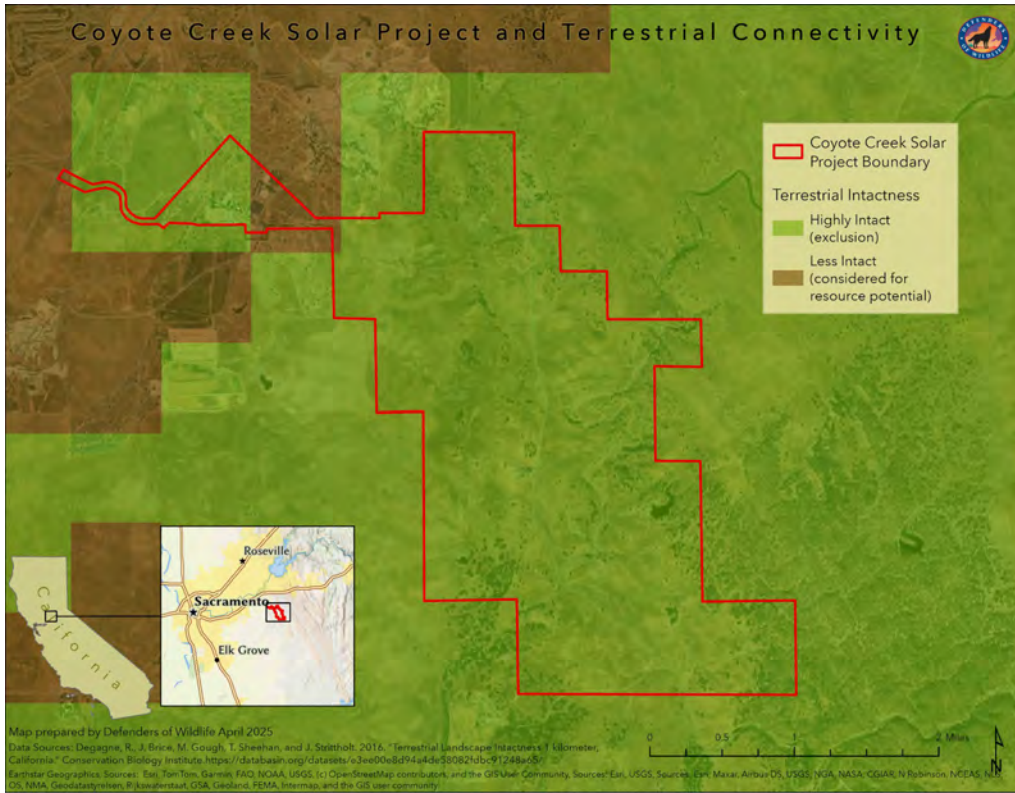 Coyote Creek Solar Project and Terrestrial Connectivity
DEFENDERS
OF WILDLIFE
Coyote Creek Solar
Project Boundary
Terrestrial Intactness
Highly Intact
(exclusion)
Less Intact
(considered for
resource potential)
California
Roseville
Sacramento
Elk Grove
Map prepared by Defenders of Wildlife April 2025
Data Sources: Degagne, R., J. Brice, M. Gough, T. Sheehan, and J. Strittholt. 2016. "Terrestrial Landscape Intactness 1 kilometer,
California." Conservation Biology Institute.https://databasin.org/datasets/e3ee00e8d94a4de58082fdbc91248a65
0 0.5 1 2 Miles
N
Earthstar Geographics, Sources: Esri, TomTom, Garmin, FAO, NOAA, USGS, (c) OpenStreetMap contributors, and the GIS User Community, Sources: Esri, USGS, Sources: Esri, Maxar, Airbus DS, USGS, NGA, NASA, CGIAR, N Robinson, NCEAS,
OS, NMA, Geodatastyrelsen, Rijkswaterstaat, GSA, Geoland, FEMA, Intermap, and the GIS user community